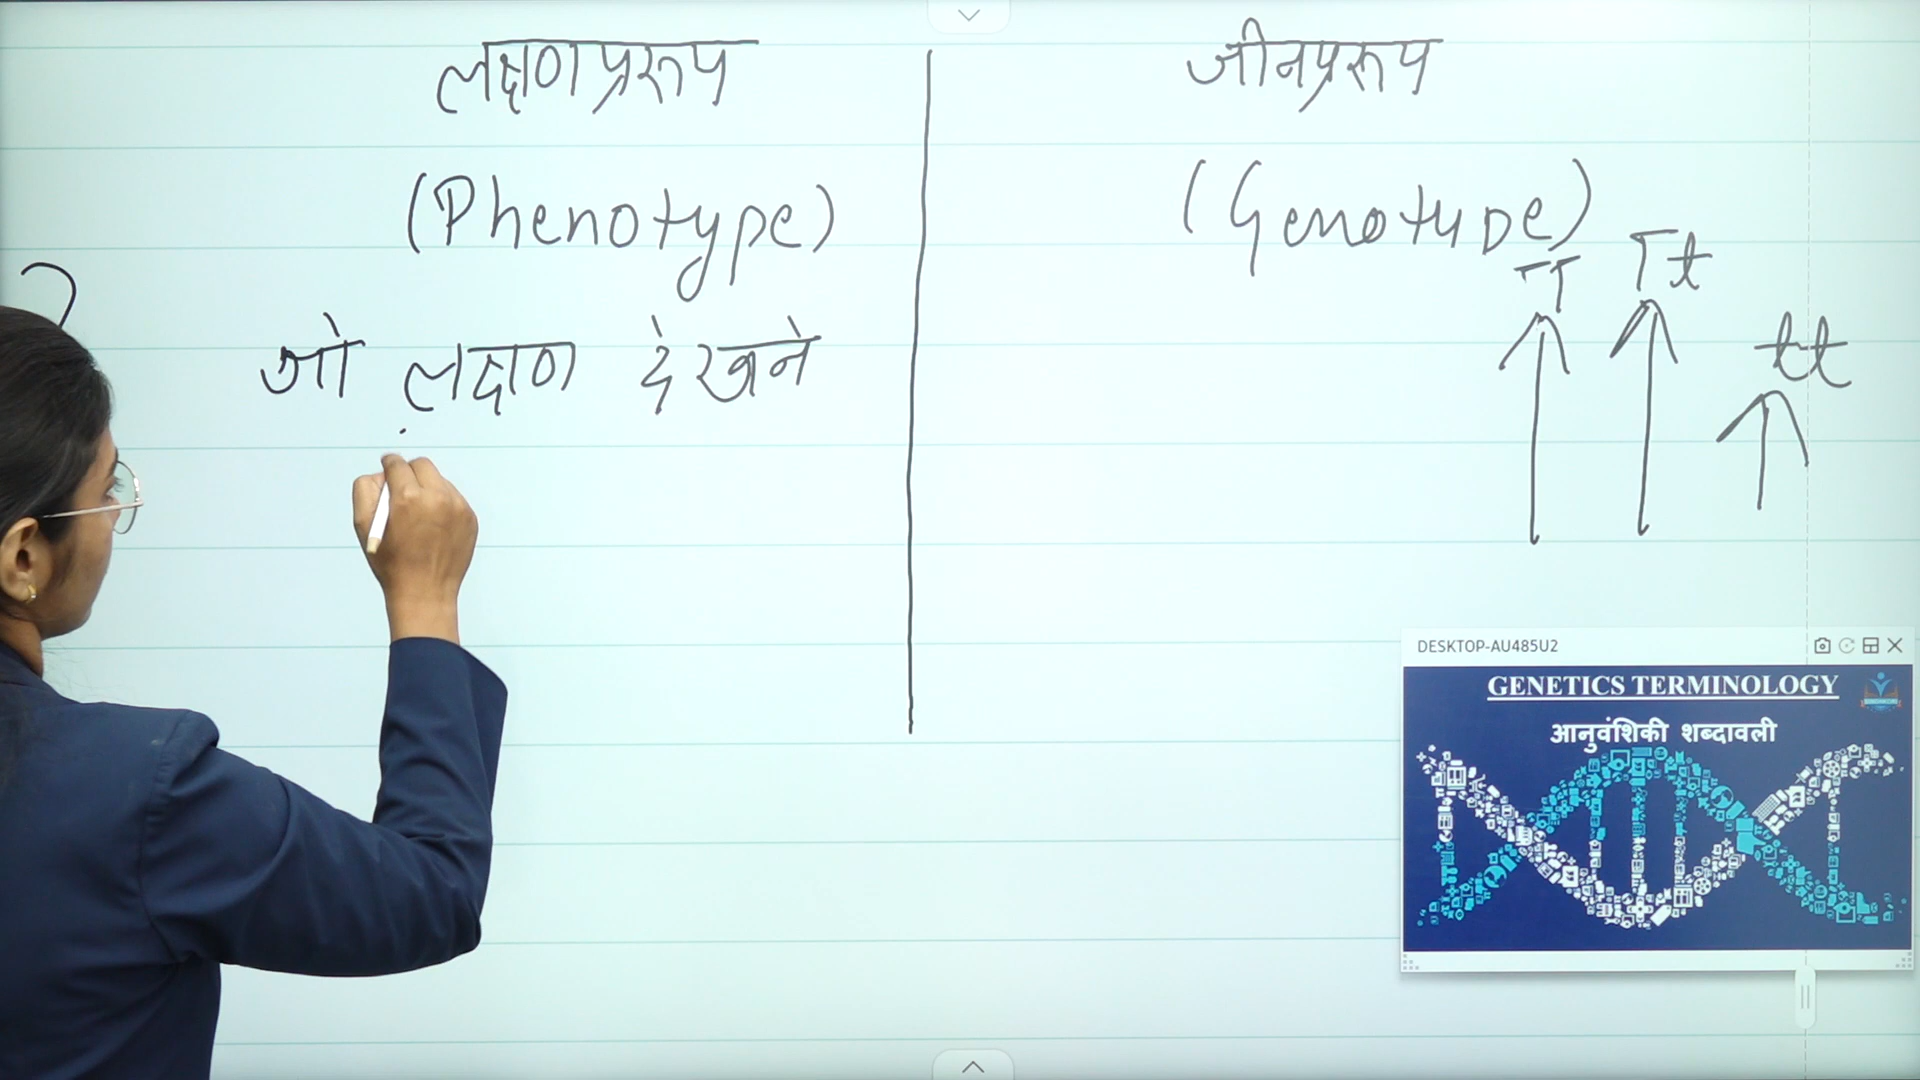 लक्षणप्ररूप
(Phenotype)
जो लक्षण देखने
जीनप्ररूप
(Genotype)
TT Tt tt
DESKTOP-AU485U2
GENETICS TERMINOLOGY
आनुवंशिकी शब्दावली